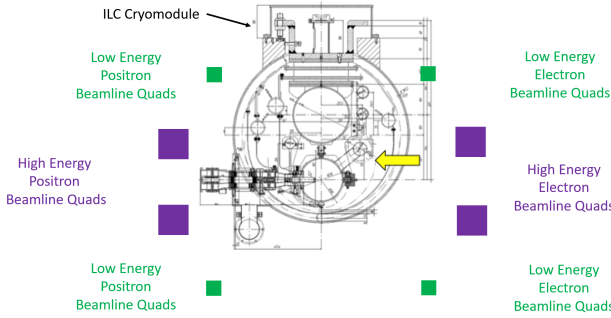 ILC Cryomodule
Low Energy
Positron
Beamline Quads
Low Energy
Electron
Beamline Quads
High Energy
Positron
Beamline Quads
High Energy
Electron
Beamline Quads
Low Energy
Positron
Beamline Quads
Low Energy
Electron
Beamline Quads